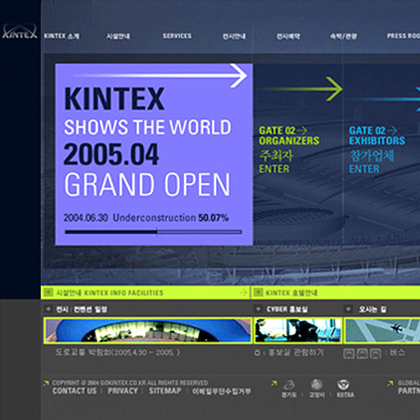 KINTEX
KINTEX 소개 시설안내 SERVICES 전시안내 전시예약 숙박/관광 PRESS ROO
KINTEX
SHOWS THE WORLD
2005.04
GRAND OPEN
2004.06.30 Underconstruction 50.07%
GATE 02
ORGANIZERS
주최자
ENTER
GATE 02
EXHIBITORS
참가업체
ENTER
시설안내 KINTEX INFO FACILITIES
KINTEX 호텔안내
전시 · 컨벤션 일정
CYBER 홍보실
오시는 길
도로교통 박람회(2005.4.30 ~ 2005. )
홍보실 관람하기
: 버스
COPYRIHT @ 2004 GOKINTEX.CO.KR ALL RIGHTS RESERVED
CONTACT US | PRIVACY | SITEMAP | 이메일무단수집거부
경기도
고양시
KOTRA
GLOBAL
PARTN